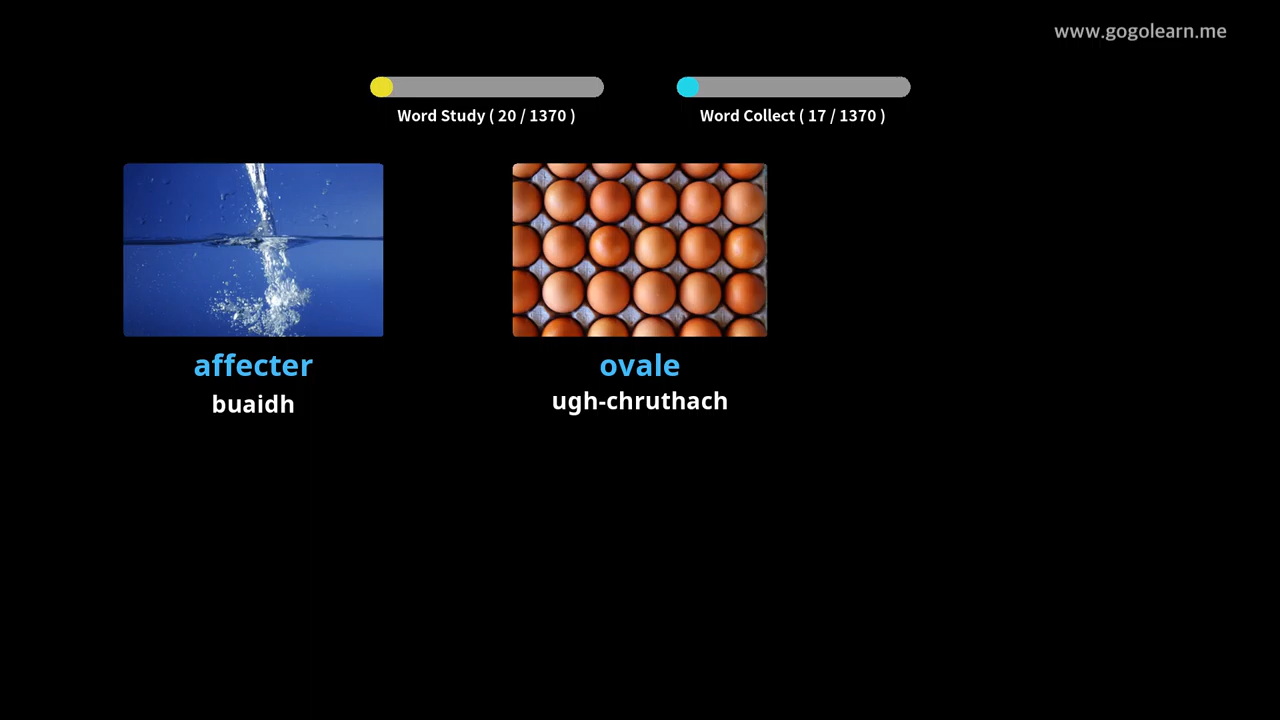 www.gogolearn.me
Word Study ( 20 / 1370 )
Word Collect ( 17 / 1370 )
affecter
buaidh
ovale
ugh-chruthach